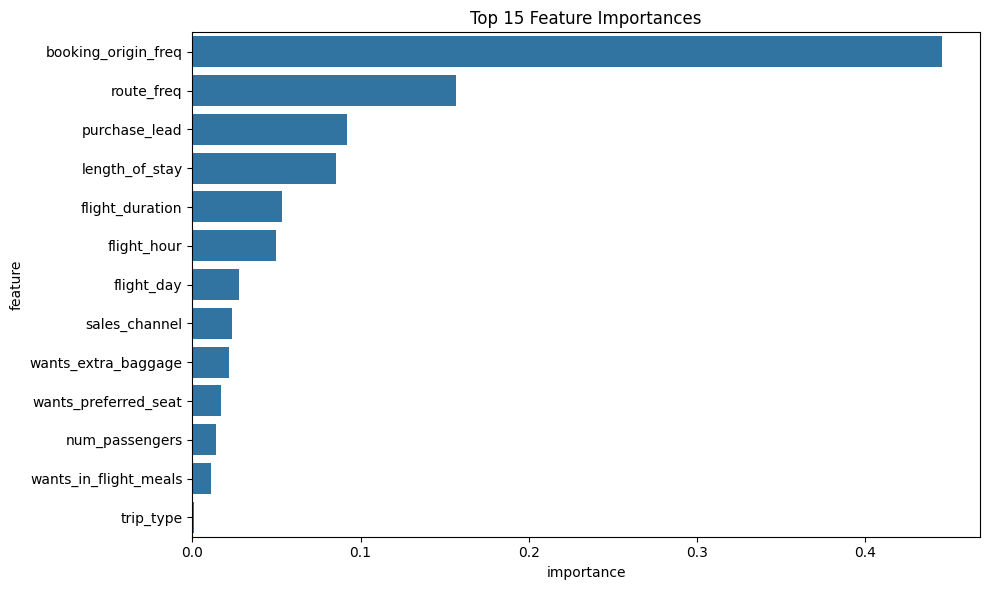 Top 15 Feature Importances
feature
booking_origin_freq
route_freq
purchase_lead
length_of_stay
flight_duration
flight_hour
flight_day
sales_channel
wants_extra_baggage
wants_preferred_seat
num_passengers
wants_in_flight_meals
trip_type
0.0 0.1 0.2 0.3 0.4
importance